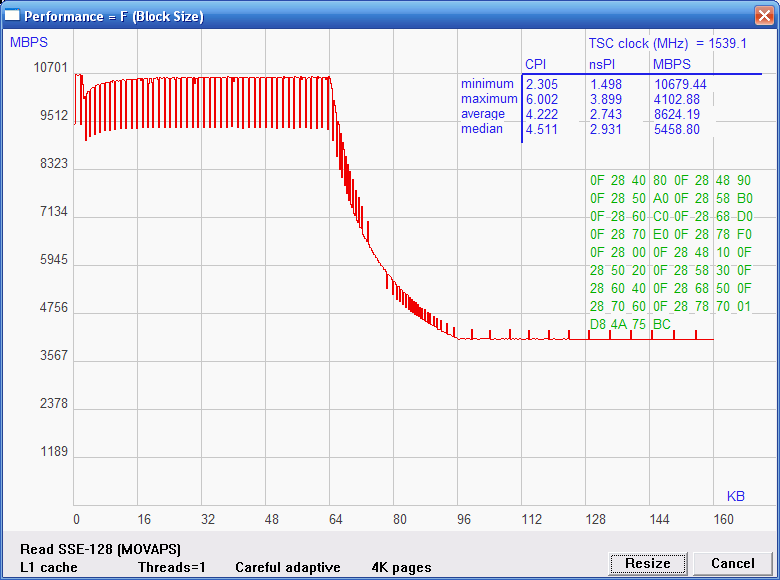 Performance = F (Block Size)
MBPS
TSC clock (MHz) = 1539.1
CPI nsPI MBPS
minimum 2.305 1.498 10679.44
maximum 6.002 3.899 4102.88
average 4.222 2.743 8624.19
median 4.511 2.931 5458.80
10701
9512
8323
7134
5945
4756
3567
2378
1189
0F 28 40 80 0F 28 48 90
0F 28 50 A0 0F 28 58 B0
0F 28 60 C0 0F 28 68 D0
0F 28 70 E0 0F 28 78 F0
0F 28 00 0F 28 48 10 0F
28 50 20 0F 28 58 30 0F
28 60 40 0F 28 68 50 0F
28 70 60 0F 28 78 70 01
D8 4A 75 BC
KB
0 16 32 48 64 80 96 112 128 144 160
Read SSE-128 (MOVAPS)
L1 cache Threads=1 Careful adaptive 4K pages
Resize Cancel